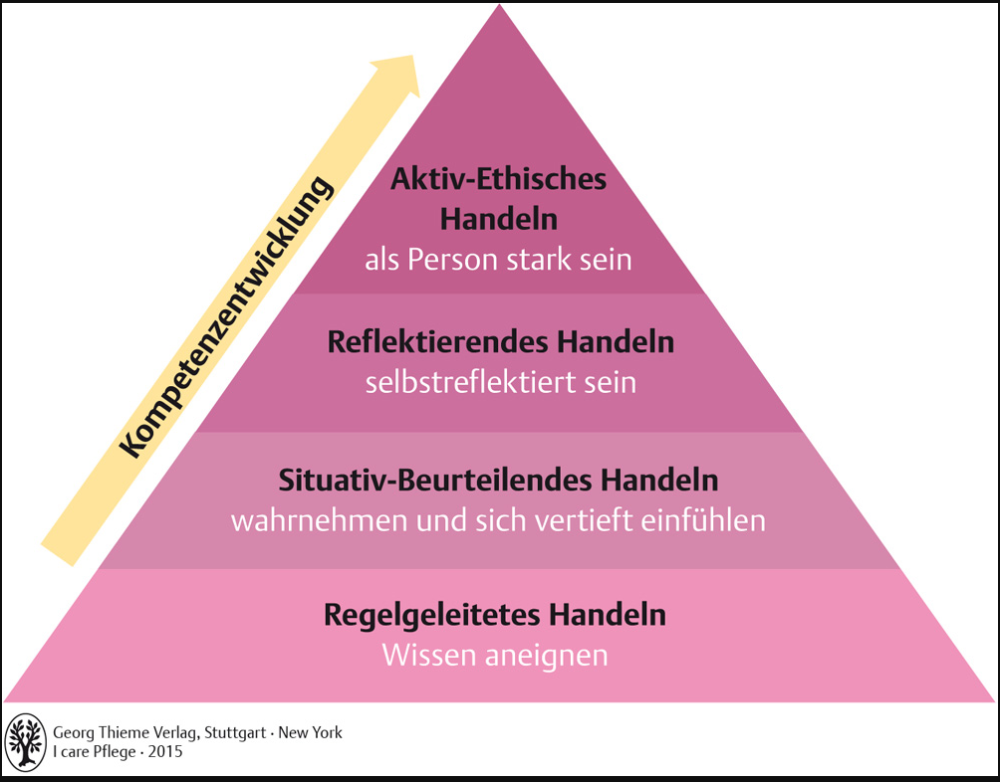 Kompetenzentwicklung
Aktiv-Ethisches
Handeln
als Person stark sein
Reflektierendes Handeln
selbstreflektiert sein
Situativ-Beurteilendes Handeln
wahrnehmen und sich vertieft einfühlen
Regelgeleitetes Handeln
Wissen aneignen
Georg Thieme Verlag, Stuttgart · New York
I care Pflege · 2015